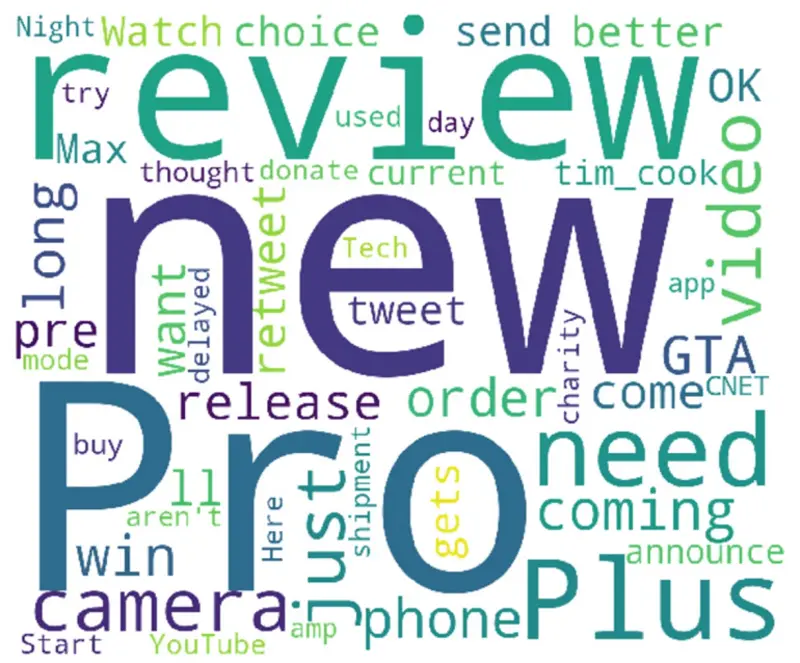 Night
Watch
choice
send
better
review
try
used
day
OK
Max
thought
donate
current
tim_cook
video
long
new
retweet
Tech
want
delayed
tweet
app
pre
mode
charity
GTA
release
order
come
CNET
Pro
buy
need
ll
just
shipment
gets
coming
aren't
Here
win
announce
camera
phone
Plus
Start
YouTube
amp